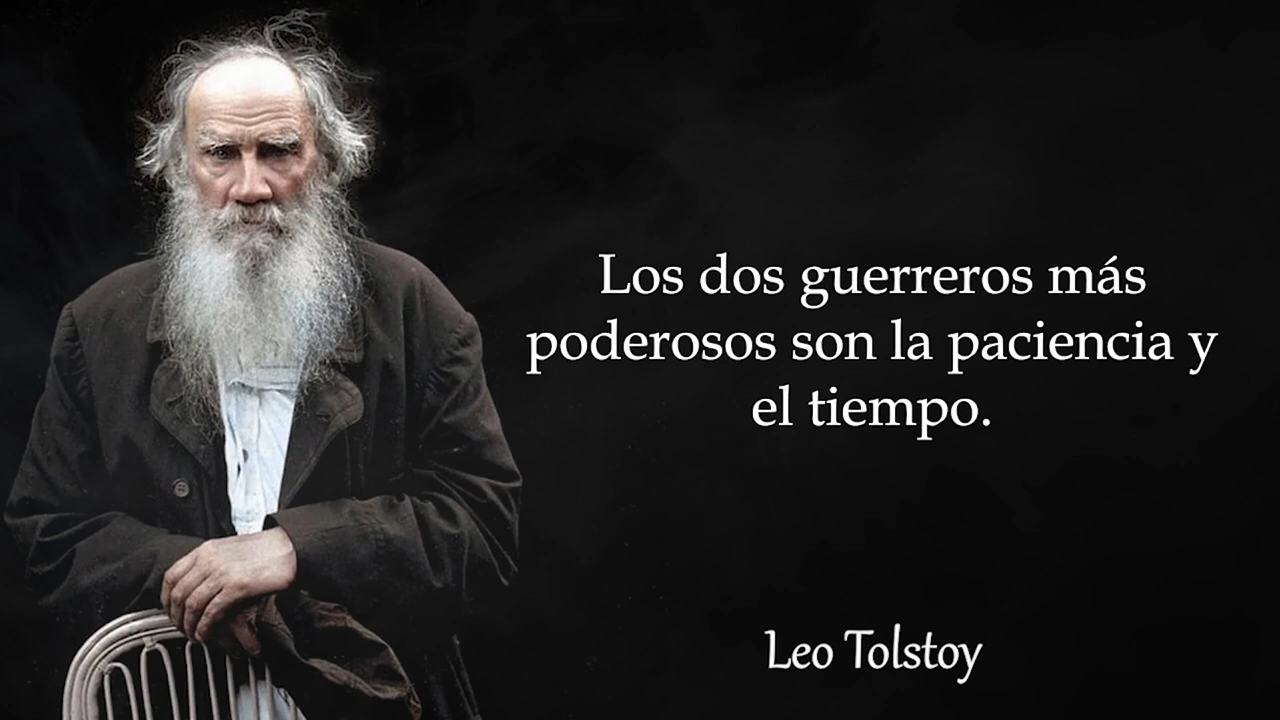 Los dos guerreros más
poderosos son la paciencia y
el tiempo.
Leo Tolstoy